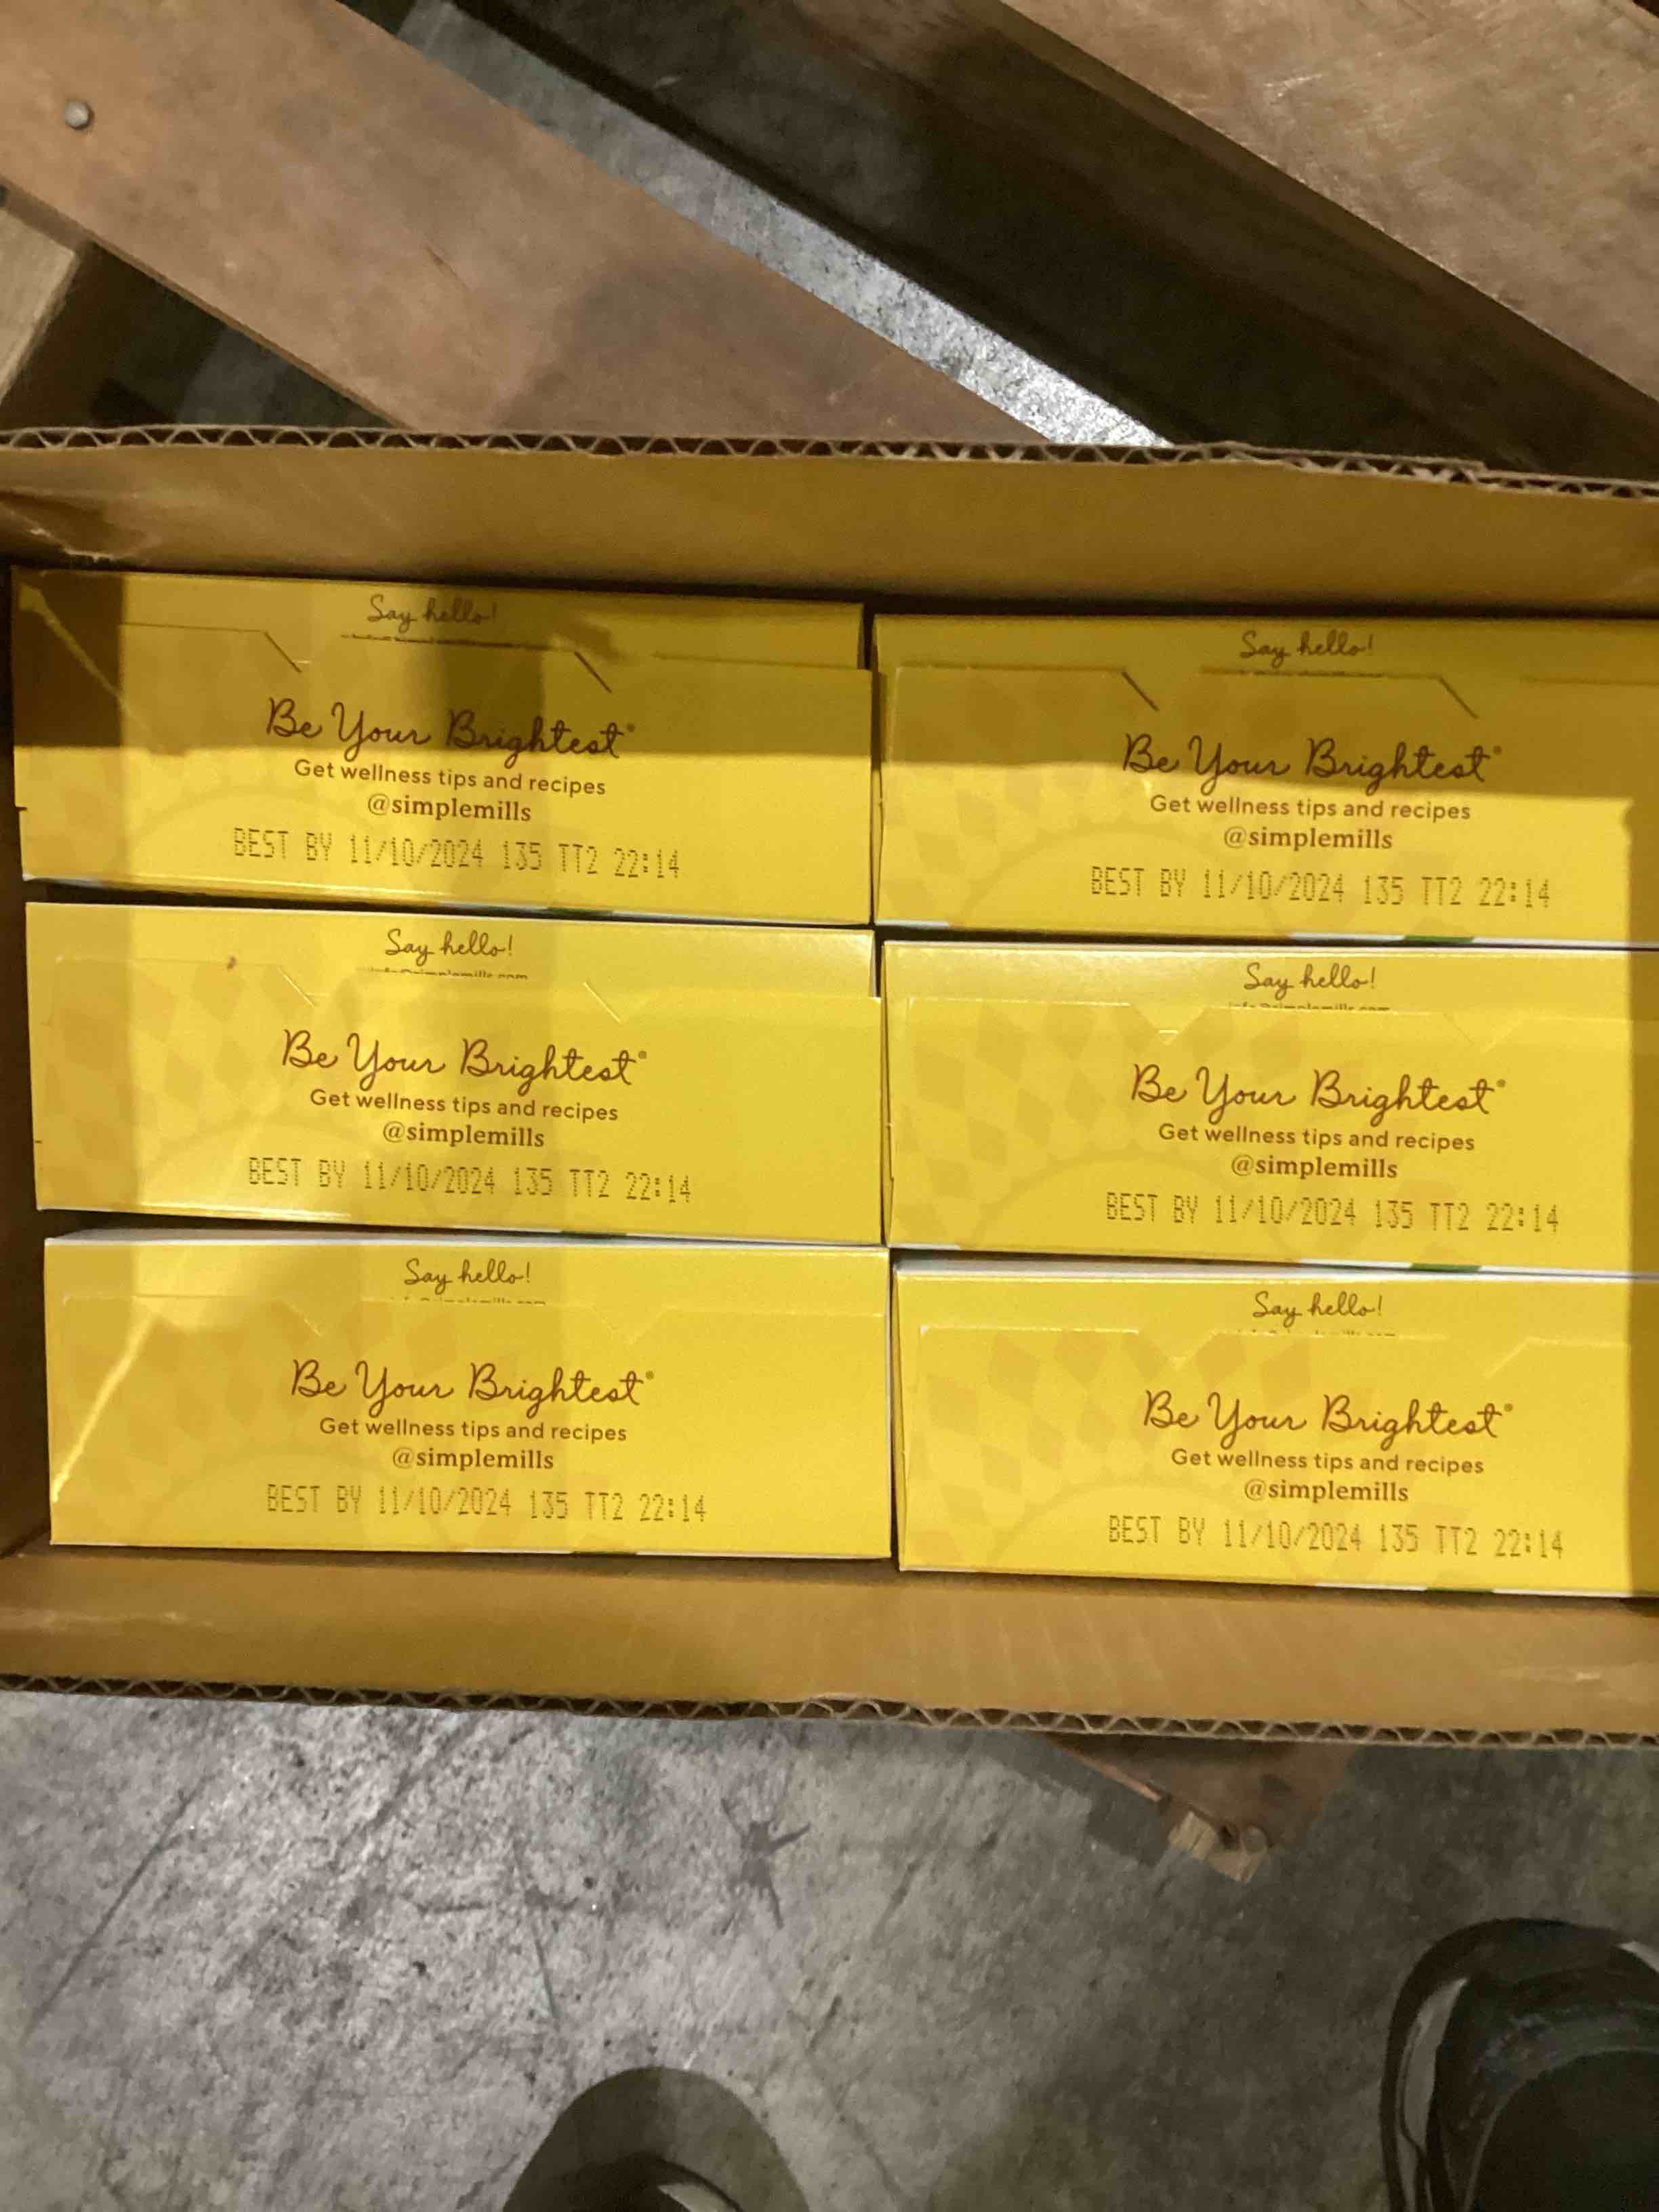 Say hello!
Be Your Brightest®
Get wellness tips and recipes
@simplemills
BEST BY 11/10/2024 135 TT2 22:14
Say hello!
Be Your Brightest®
Get wellness tips and recipes
@simplemills
BEST BY 11/10/2024 135 TT2 22:14
Say hello!
info@simplemills.com
Be Your Brightest®
Get wellness tips and recipes
@simplemills
BEST BY 11/10/2024 135 TT2 22:14
Say hello!
info@simplemills.com
Be Your Brightest®
Get wellness tips and recipes
@simplemills
BEST BY 11/10/2024 135 TT2 22:14
Say hello!
Be Your Brightest®
Get wellness tips and recipes
@simplemills
BEST BY 11/10/2024 135 TT2 22:14
Say hello!
Be Your Brightest®
Get wellness tips and recipes
@simplemills
BEST BY 11/10/2024 135 TT2 22:14